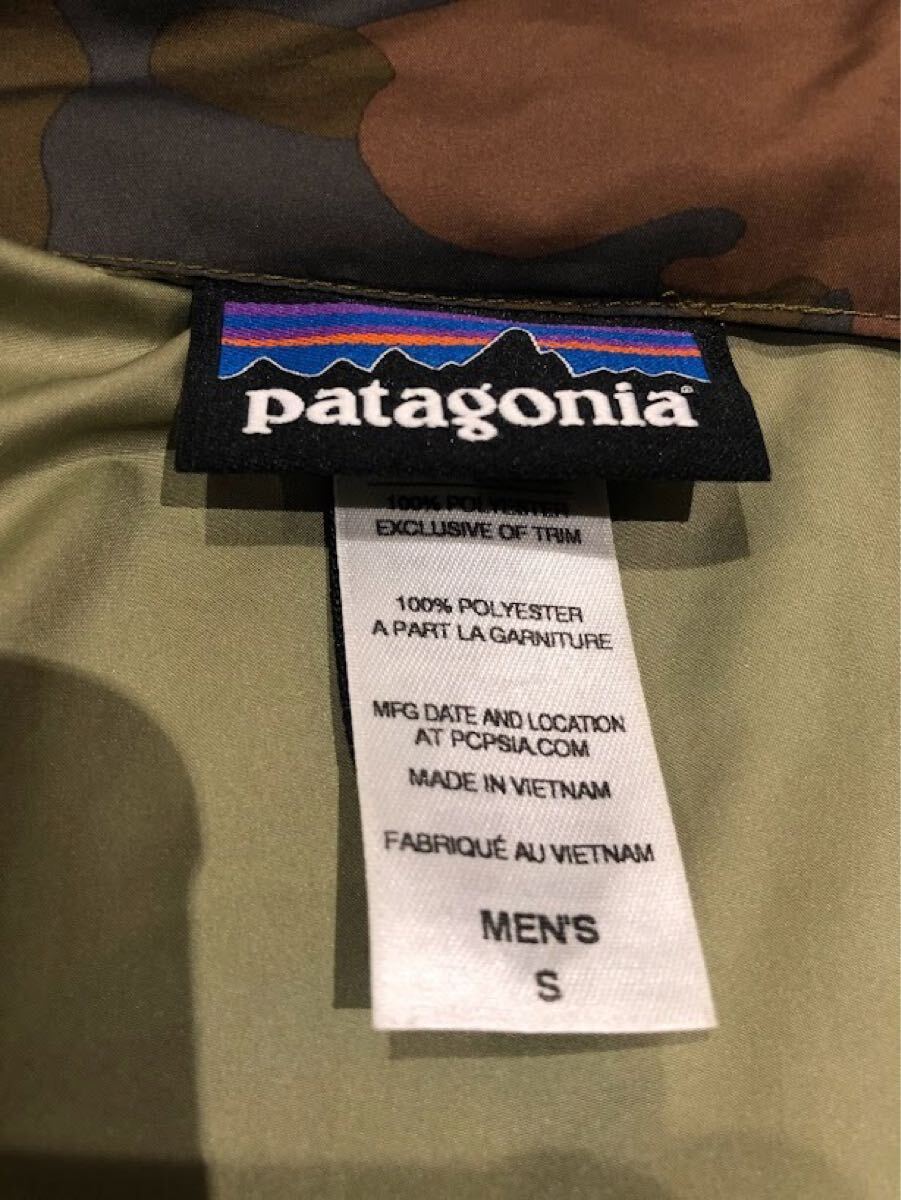 patagonia®
100% POLYESTER
EXCLUSIVE OF TRIM
100% POLYESTER
A PART LA GARNITURE
MFG DATE AND LOCATION
AT PCPSIA.COM
MADE IN VIETNAM
FABRIQUÉ AU VIETNAM
MEN'S
S